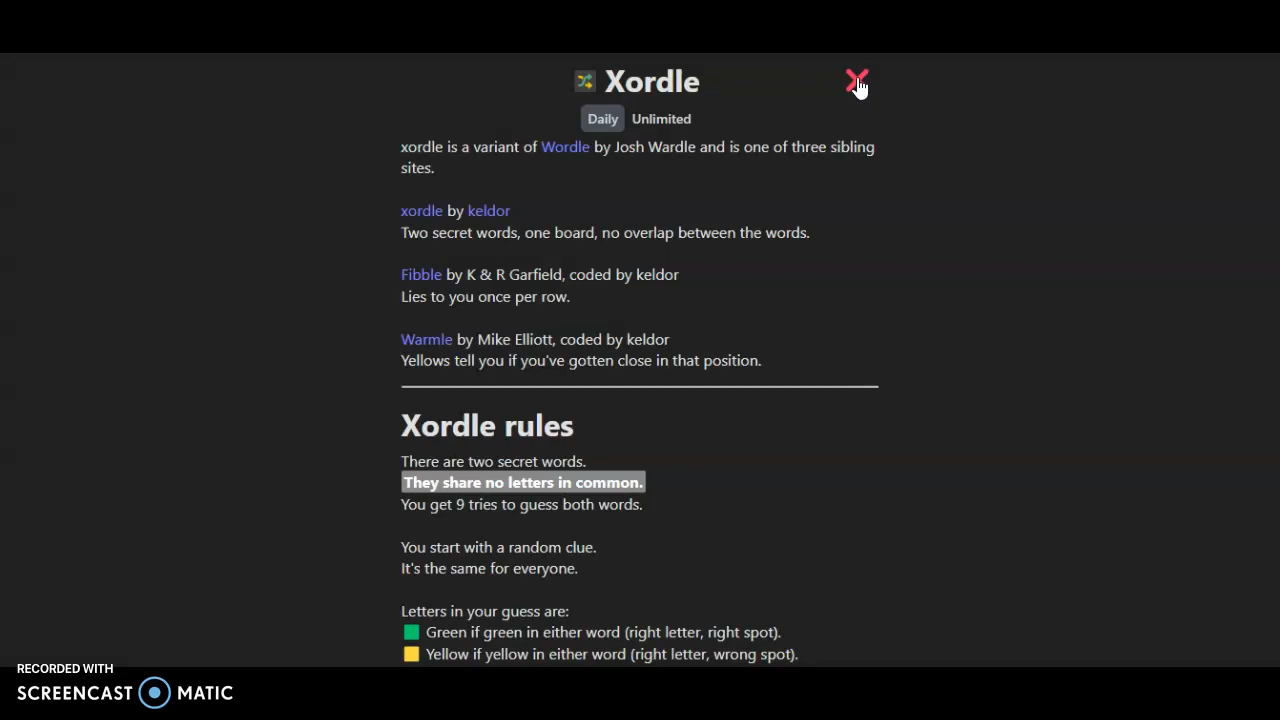 Xordle
Daily Unlimited
xordle is a variant of Wordle by Josh Wardle and is one of three sibling
sites.
xordle by keldor
Two secret words, one board, no overlap between the words.
Fibble by K & R Garfield, coded by keldor
Lies to you once per row.
Warmle by Mike Elliott, coded by keldor
Yellows tell you if you've gotten close in that position.
Xordle rules
There are two secret words.
They share no letters in common.
You get 9 tries to guess both words.
You start with a random clue.
It's the same for everyone.
Letters in your guess are:
Green if green in either word (right letter, right spot).
Yellow if yellow in either word (right letter, wrong spot).
RECORDED WITH
SCREENCAST MATIC